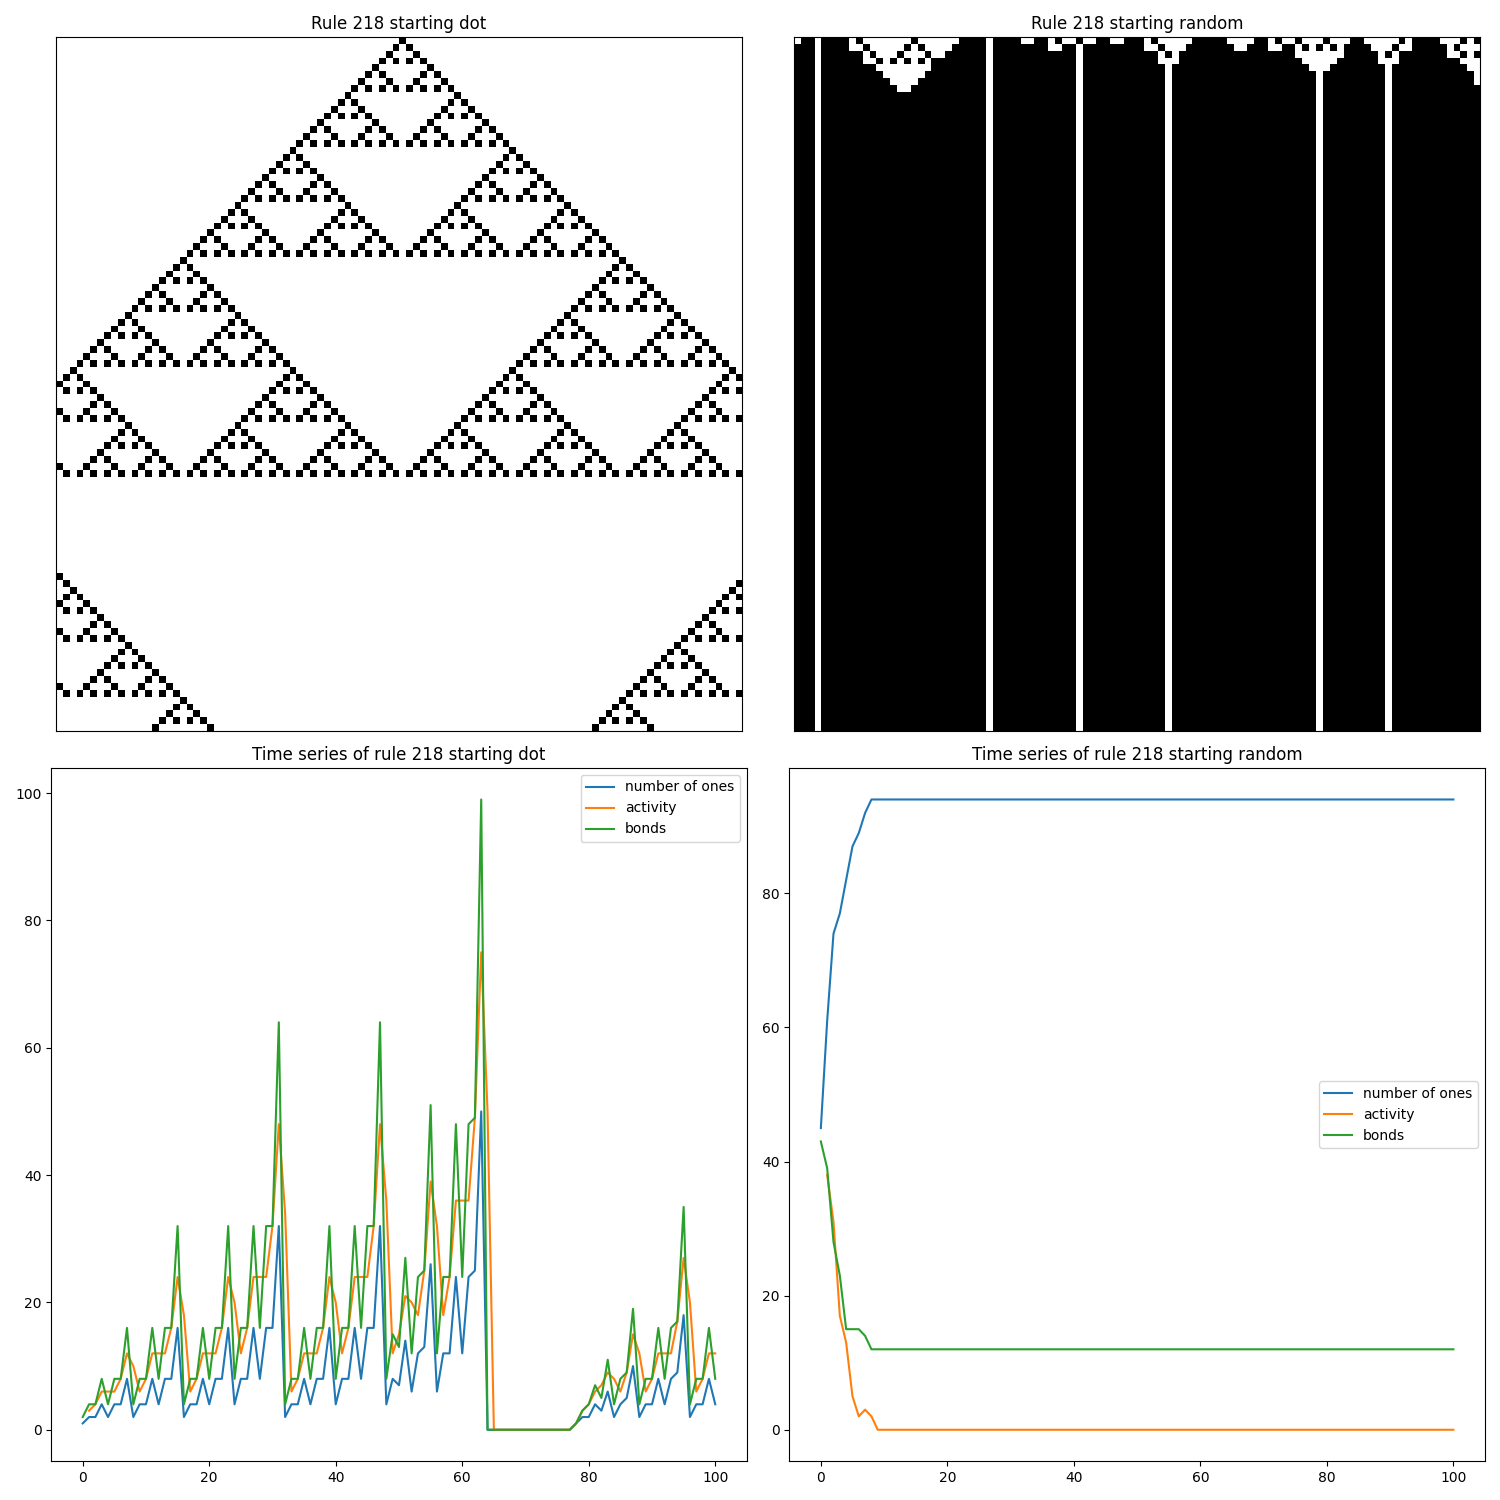 Rule 218 starting dot
Rule 218 starting random
Time series of rule 218 starting dot
100
80
60
40
20
0
0 20 40 60 80 100
number of ones
activity
bonds
Time series of rule 218 starting random
80
60
40
20
0
0 20 40 60 80 100
number of ones
activity
bonds